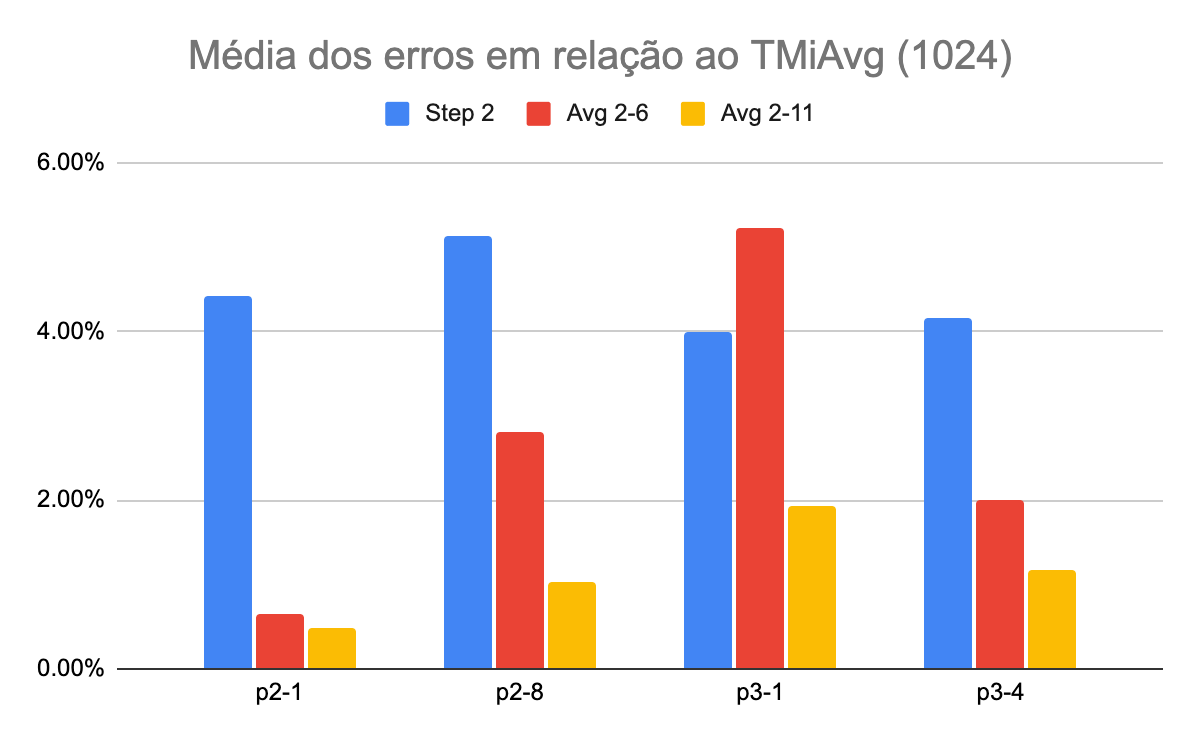 Média dos erros em relação ao TMiAvg (1024)
Step 2 Avg 2-6 Avg 2-11
6.00%
4.00%
2.00%
0.00%
p2-1 p2-8 p3-1 p3-4